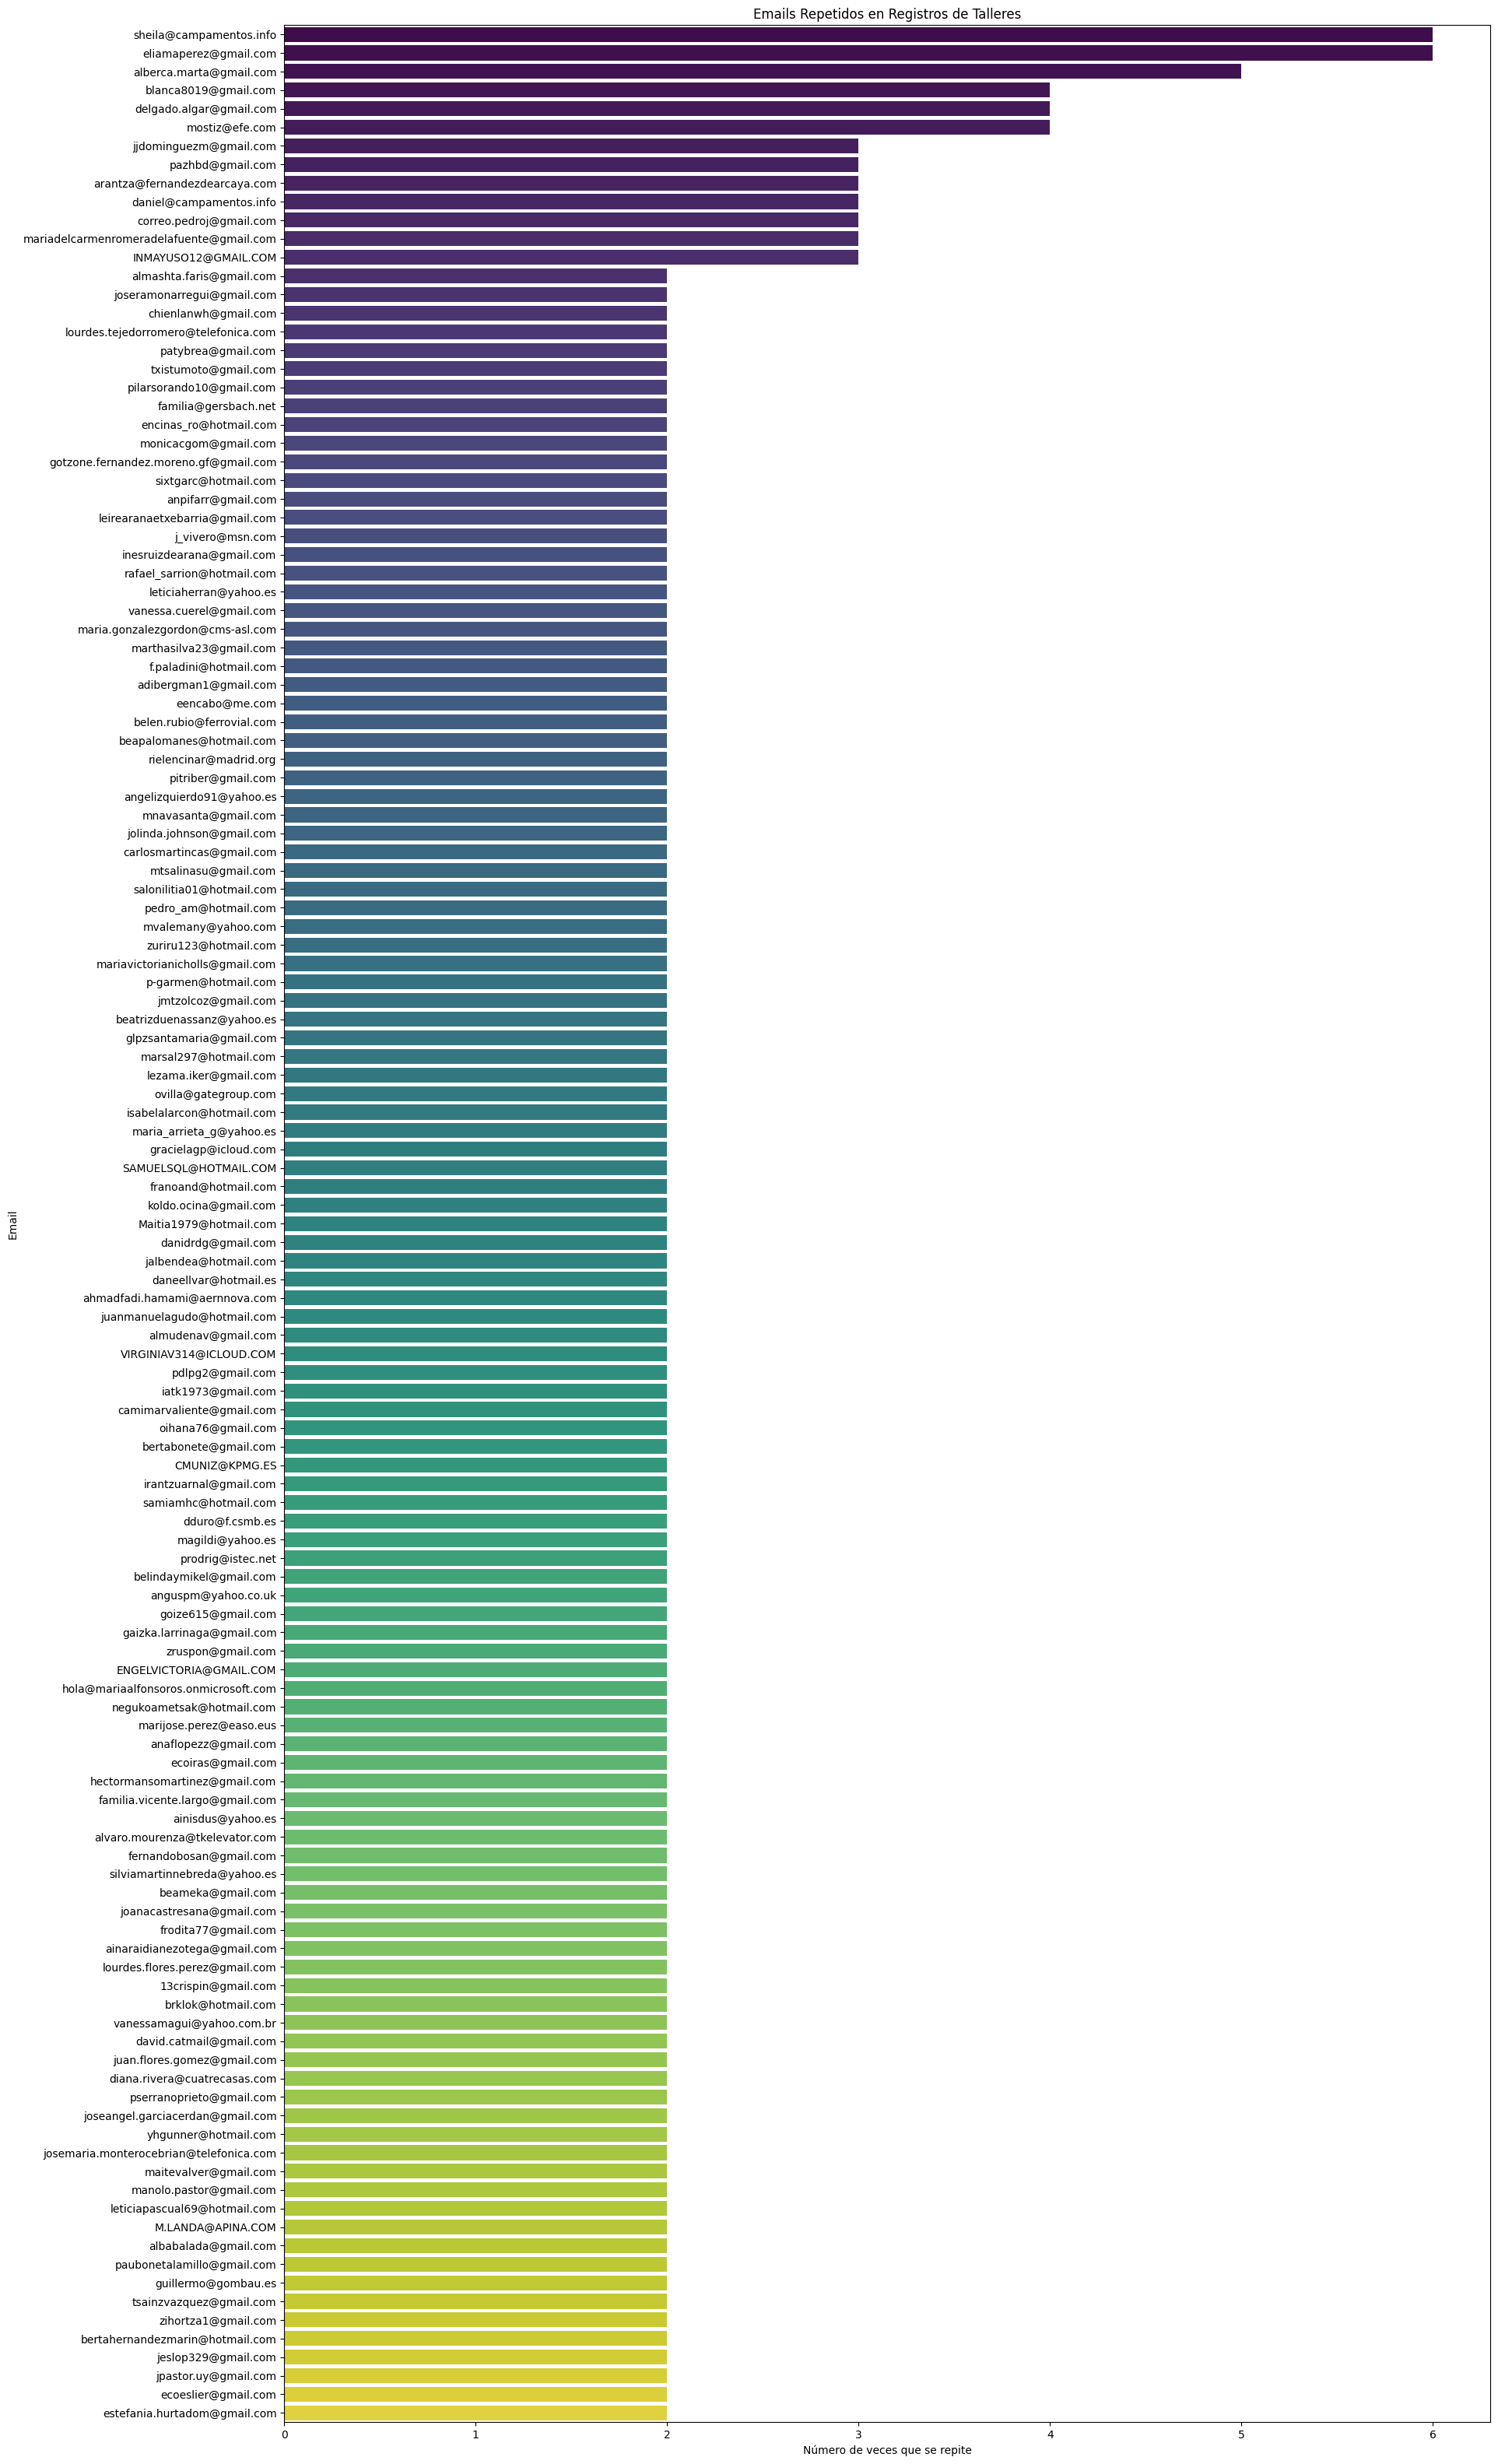 Emails Repetidos en Registros de Talleres
sheila@campamentos.info
eliamaperez@gmail.com
alberca.marta@gmail.com
blanca8019@gmail.com
delgado.algar@gmail.com
mostiz@efe.com
jjdominguezm@gmail.com
pazhbd@gmail.com
arantza@fernandezdearcaya.com
daniel@campamentos.info
correo.pedroj@gmail.com
mariadelcarmenromeradelafuente@gmail.com
INMAYUSO12@GMAIL.COM
almashta.faris@gmail.com
joseramonarregui@gmail.com
chienlanwh@gmail.com
lourdes.tejedorromero@telefonica.com
patybrea@gmail.com
txistumoto@gmail.com
pilarsorando10@gmail.com
familia@gersbach.net
encinas_ro@hotmail.com
monicacgom@gmail.com
gotzone.fernandez.moreno.gf@gmail.com
sixtgarc@hotmail.com
anpifarr@gmail.com
leirearanaetxebarria@gmail.com
j_vivero@msn.com
inesruizdearana@gmail.com
rafael_sarrion@hotmail.com
leticiaherran@yahoo.es
vanessa.cuerel@gmail.com
maria.gonzalezgordon@cms-asl.com
marthasilva23@gmail.com
f.paladini@hotmail.com
adibergman1@gmail.com
eencabo@me.com
belen.rubio@ferrovial.com
beapalomanes@hotmail.com
rielencinar@madrid.org
pitriber@gmail.com
angelizquierdo91@yahoo.es
mnavasanta@gmail.com
jolinda.johnson@gmail.com
carlosmartincas@gmail.com
mtsalinasu@gmail.com
salonilitia01@hotmail.com
pedro_am@hotmail.com
mvalemany@yahoo.com
zuriru123@hotmail.com
mariavictorianicholls@gmail.com
p-garmen@hotmail.com
jmtzolcoz@gmail.com
beatrizduenassanz@yahoo.es
glpzsantamaria@gmail.com
marsal297@hotmail.com
lezama.iker@gmail.com
ovilla@gategroup.com
isabelalarcon@hotmail.com
maria_arrieta_g@yahoo.es
gracielagp@icloud.com
SAMUELSQL@HOTMAIL.COM
franoand@hotmail.com
koldo.ocina@gmail.com
Maitia1979@hotmail.com
danidrdg@gmail.com
jalbendea@hotmail.com
daneellvar@hotmail.es
ahmadfadi.hamami@aernnova.com
juanmanuelagudo@hotmail.com
almudenav@gmail.com
VIRGINIAV314@ICLOUD.COM
pdlpg2@gmail.com
iatk1973@gmail.com
camimarvaliente@gmail.com
oihana76@gmail.com
bertabonete@gmail.com
CMUNIZ@KPMG.ES
irantzuarnal@gmail.com
samiamhc@hotmail.com
dduro@f.csmb.es
magildi@yahoo.es
prodrig@istec.net
belindaymikel@gmail.com
anguspm@yahoo.co.uk
goize615@gmail.com
gaizka.larrinaga@gmail.com
zruspon@gmail.com
ENGELVICTORIA@GMAIL.COM
hola@mariaalfonsoros.onmicrosoft.com
negukoametsak@hotmail.com
marijose.perez@easo.eus
anaflopezz@gmail.com
ecoiras@gmail.com
hectormansomartinez@gmail.com
familia.vicente.largo@gmail.com
ainisdus@yahoo.es
alvaro.mourenza@tkelevator.com
fernandobosan@gmail.com
silviamartinnebreda@yahoo.es
beameka@gmail.com
joanacastresana@gmail.com
frodita77@gmail.com
ainaraidianezotega@gmail.com
lourdes.flores.perez@gmail.com
13crispin@gmail.com
brklok@hotmail.com
vanessamagui@yahoo.com.br
david.catmail@gmail.com
juan.flores.gomez@gmail.com
diana.rivera@cuatrecasas.com
pserranoprieto@gmail.com
joseangel.garciacerdan@gmail.com
yhgunner@hotmail.com
josemaria.monterocebrian@telefonica.com
maitevalver@gmail.com
manolo.pastor@gmail.com
leticiapascual69@hotmail.com
M.LANDA@APINA.COM
albabalada@gmail.com
paubonetalamillo@gmail.com
guillermo@gombau.es
tsainzvazquez@gmail.com
zihortza1@gmail.com
bertahernandezmarin@hotmail.com
jeslop329@gmail.com
jpastor.uy@gmail.com
ecoeslier@gmail.com
estefania.hurtadom@gmail.com
Email
0 1 2 3 4 5 6
Número de veces que se repite